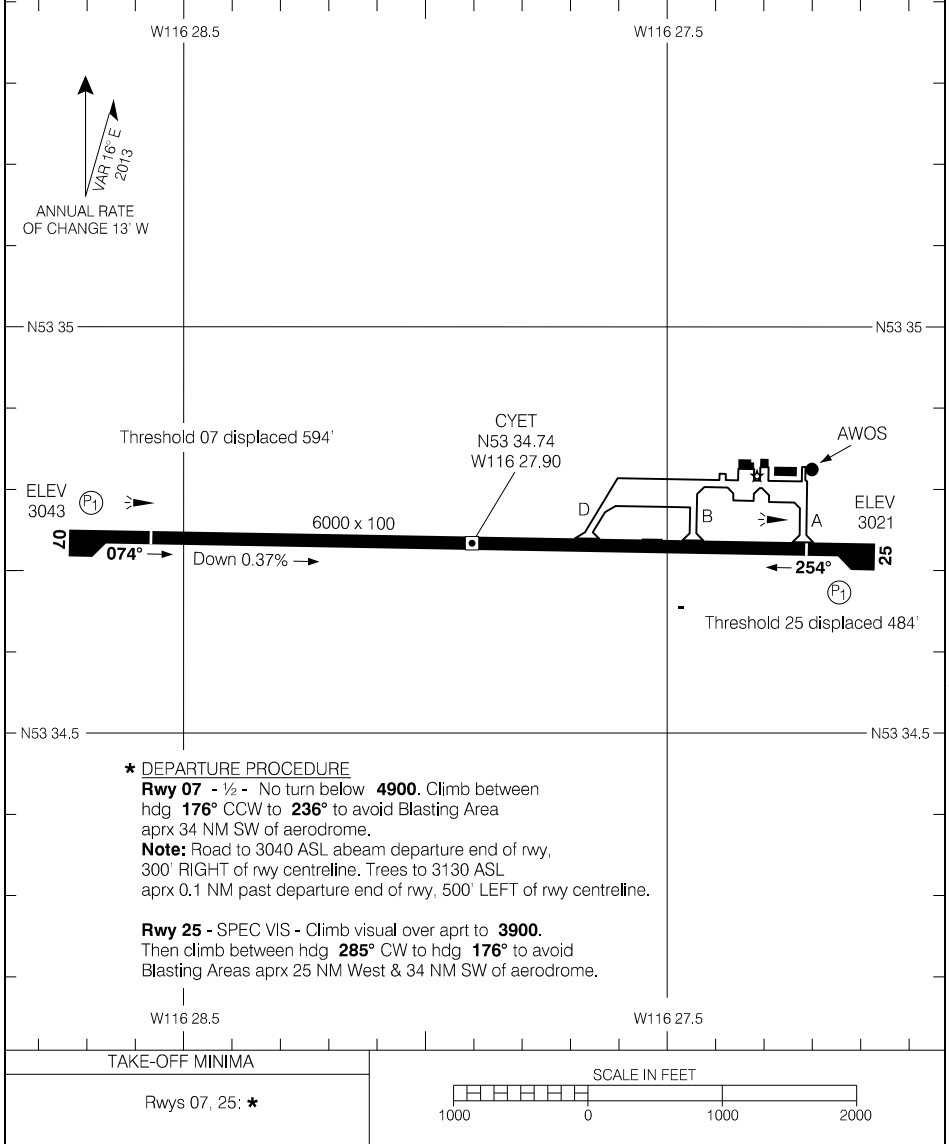 W116 28.5
W116 27.5
VAR 16° E
2013
ANNUAL RATE
OF CHANGE 13' W
N53 35
N53 35
CYET
N53 34.74
W116 27.90
Threshold 07 displaced 594'
AWOS
ELEV
3043
P1
ELEV
3021
6000 x 100
D
B
A
07
25
074°
Down 0.37%
254°
P1
Threshold 25 displaced 484'
N53 34.5
N53 34.5
* DEPARTURE PROCEDURE
Rwy 07 - ½ - No turn below 4900. Climb between
hdg 176° CCW to 236° to avoid Blasting Area
aprx 34 NM SW of aerodrome.
Note: Road to 3040 ASL abeam departure end of rwy,
300' RIGHT of rwy centreline. Trees to 3130 ASL
aprx 0.1 NM past departure end of rwy, 500' LEFT of rwy centreline.
Rwy 25 - SPEC VIS - Climb visual over aprt to 3900.
Then climb between hdg 285° CW to hdg 176° to avoid
Blasting Areas aprx 25 NM West & 34 NM SW of aerodrome.
W116 28.5
W116 27.5
TAKE-OFF MINIMA
Rwys 07, 25: *
SCALE IN FEET
1000 0 1000 2000